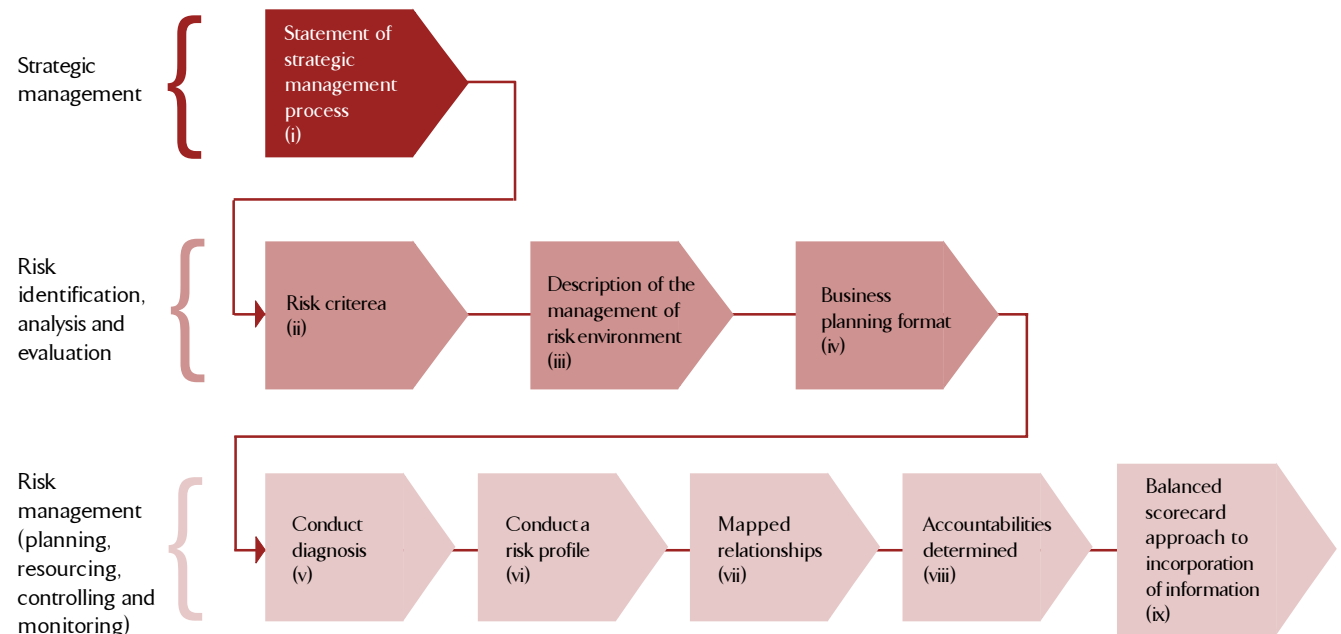 Strategic
management
Statement of
strategic
management
process
(i)
Risk
identification,
analysis and
evaluation
Risk criterea
(ii)
Description of the
management of
risk environment
(iii)
Business
planning format
(iv)
Risk
management
(planning,
resourcing,
controlling and
monitoring)
Conduct
diagnosis
(v)
Conduct a
risk profile
(vi)
Mapped
relationships
(vii)
Accountabilities
determined
(viii)
Balanced
scorecard
approach to
incorporation
of information
(ix)